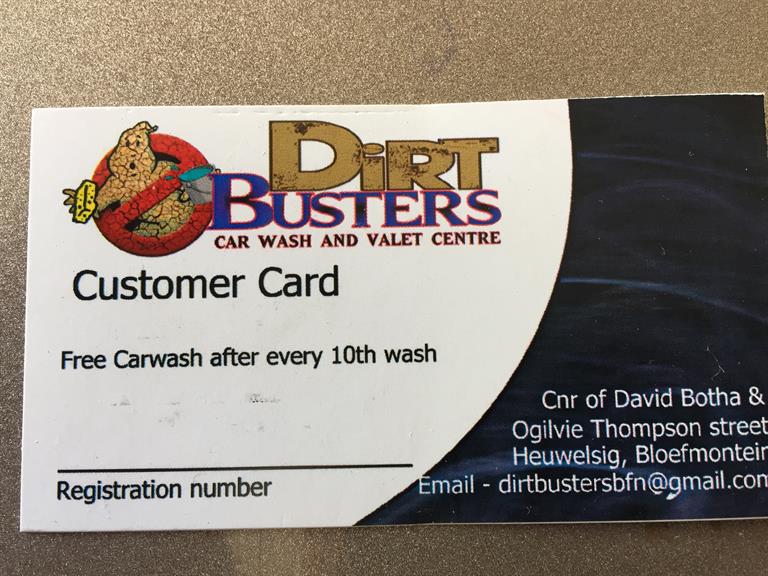 DiRT
BUSTERS
CAR WASH AND VALET CENTRE
Customer Card
Free Carwash after every 10th wash
Registration number
Cnr of David Botha &
Ogilvie Thompson street
Heuwelsig, Bloefmontein
Email - dirtbustersbfn@gmail.com